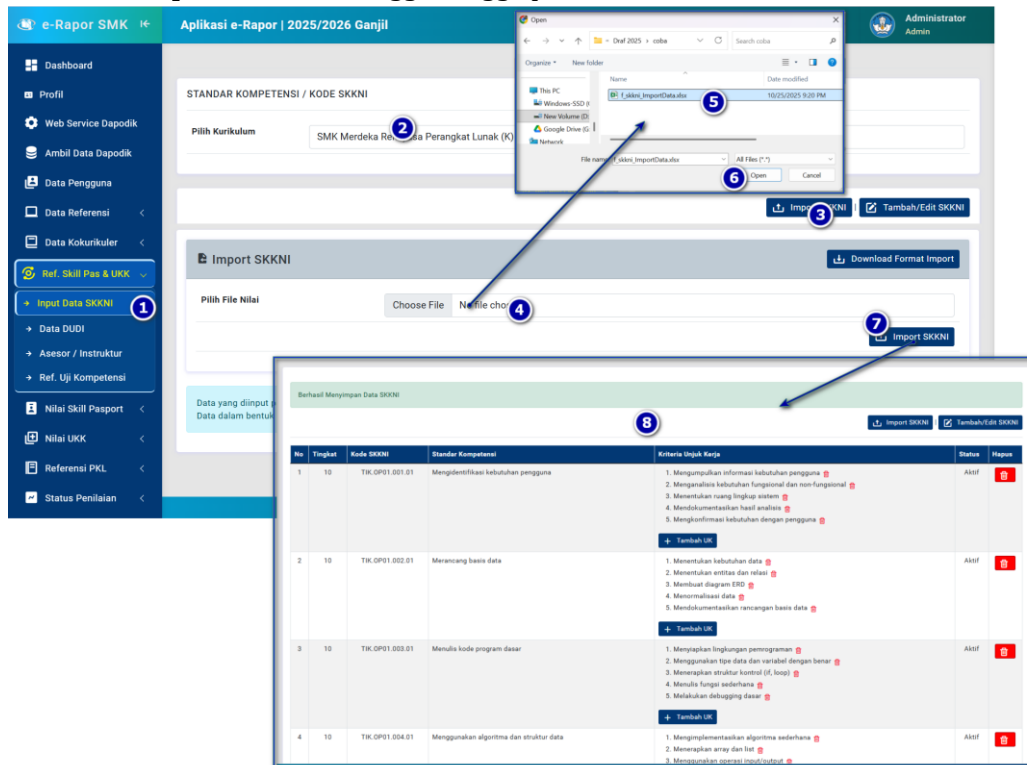 e-Rapor SMK
Aplikasi e-Rapor | 2025/2026 Ganjil
Administrator
Admin
Dashboard
Profil
Web Service Dapodik
Ambil Data Dapodik
Data Pengguna
Data Referensi
Data Kokurikuler
Ref. Skill Pas & UKK
Input Data SKKNI
1
Data DUDI
Asesor / Instruktur
Ref. Uji Kompetensi
Nilai Skill Pasport
Nilai UKK
Referensi PKL
Status Penilaian
STANDAR KOMPETENSI / KODE SKKNI
Pilih Kurikulum
2
SMK Merdeka Perangkat Lunak (K)
Open
Draf 2025 › coba
Search coba
Organize
New folder
Name
Date modified
This PC
Windows-SSD
New Volume (D
Google Drive (G
Network
f_skkni_ImportData.xlsx
10/25/2025 9:20 PM
5
File name:
f_skkni_ImportData.xlsx
All Files (*.*)
6
Open
Cancel
3
Tambah/Edit SKKNI
Import SKKNI
Download Format Import
Pilih File Nilai
Choose File
4
7
Import SKKNI
Data yang diinput
Data dalam bentuk
Berhasil Menyimpan Data SKKNI
8
Import SKKNI | Tambah/Edit SKKNI
No Tingkat Kode SKKNI Standar Kompetensi Kriteria Unjuk Kerja Status Hapus
1 10 TIK.OP01.001.01 Mengidentifikasi kebutuhan pengguna 1. Mengumpulkan informasi kebutuhan pengguna Aktif
2. Menganalisis kebutuhan fungsional dan non-fungsional
3. Menentukan ruang lingkup sistem
4. Mendokumentasikan hasil analisis
5. Mengkonfirmasi kebutuhan dengan pengguna
+ Tambah UK
2 10 TIK.OP01.002.01 Merancang basis data 1. Menentukan kebutuhan data Aktif
2. Menentukan entitas dan relasi
3. Membuat diagram ERD
4. Menormalisasi data
5. Mendokumentasikan rancangan basis data
+ Tambah UK
3 10 TIK.OP01.003.01 Menulis kode program dasar 1. Menyiapkan lingkungan pemrograman Aktif
2. Menggunakan tipe data dan variabel dengan benar
3. Menerapkan struktur kontrol (if, loop)
4. Menulis fungsi sederhana
5. Melakukan debugging dasar
+ Tambah UK
4 10 TIK.OP01.004.01 Menggunakan algoritma dan struktur data 1. Mengimplementasikan algoritma sederhana Aktif
2. Menerapkan array dan list
3. Menggunakan operasi input/output